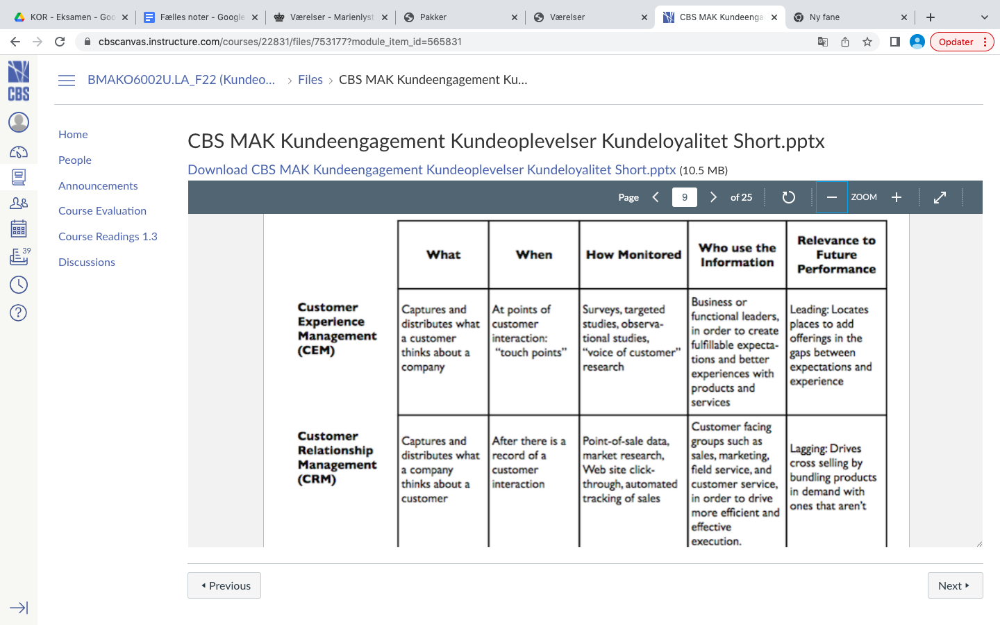 KOR - Eksamen - Goo
Fælles noter - Google
Værelser - Marienlyst
Pakker
Værelser
CBS MAK Kundeenga
Ny fane
cbscanvas.instructure.com/courses/22831/files/753177?module_item_id=565831
Opdater
CBS
BMAKO6002U.LA_F22 (Kundeo... › Files › CBS MAK Kundeengagement Ku...
39
Home
People
Announcements
Course Evaluation
Course Readings 1.3
Discussions
CBS MAK Kundeengagement Kundeoplevelser Kundeloyalitet Short.pptx
Download CBS MAK Kundeengagement Kundeoplevelser Kundeloyalitet Short.pptx (10.5 MB)
Page 9 of 25 ZOOM
What
When
How Monitored
Who use the
Information
Relevance to
Future
Performance
Customer
Experience
Management
(CEM)
Captures and
distributes what
a customer
thinks about a
company
At points of
customer
interaction:
“touch points”
Surveys, targeted
studies, observa-
tional studies,
“voice of customer”
research
Business or
functional leaders,
in order to create
fulfillable expecta-
tions and better
experiences with
products and
services
Leading: Locates
places to add
offerings in the
gaps between
expectations and
experience
Customer
Relationship
Management
(CRM)
Captures and
distributes what
a company
thinks about a
customer
After there is a
record of a
customer
interaction
Point-of-sale data,
market research,
Web site click-
through, automated
tracking of sales
Customer facing
groups such as
sales, marketing,
field service, and
customer service,
in order to drive
more efficient and
effective
execution.
Lagging: Drives
cross selling by
bundling products
in demand with
ones that aren't
Previous
Next